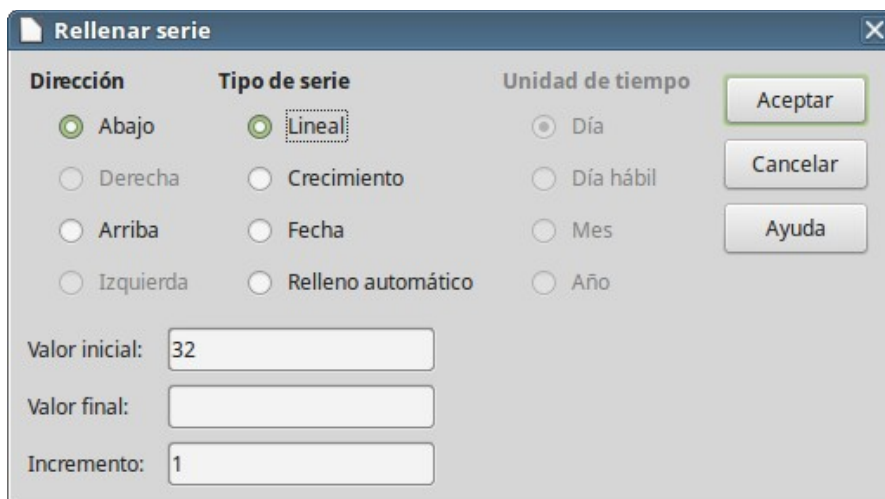 Rellenar serie
Dirección Tipo de serie Unidad de tiempo
Abajo Lineal Día
Derecha Crecimiento Día hábil
Arriba Fecha Mes
Izquierda Relleno automático Año
Aceptar
Cancelar
Ayuda
Valor inicial: 32
Valor final:
Incremento: 1